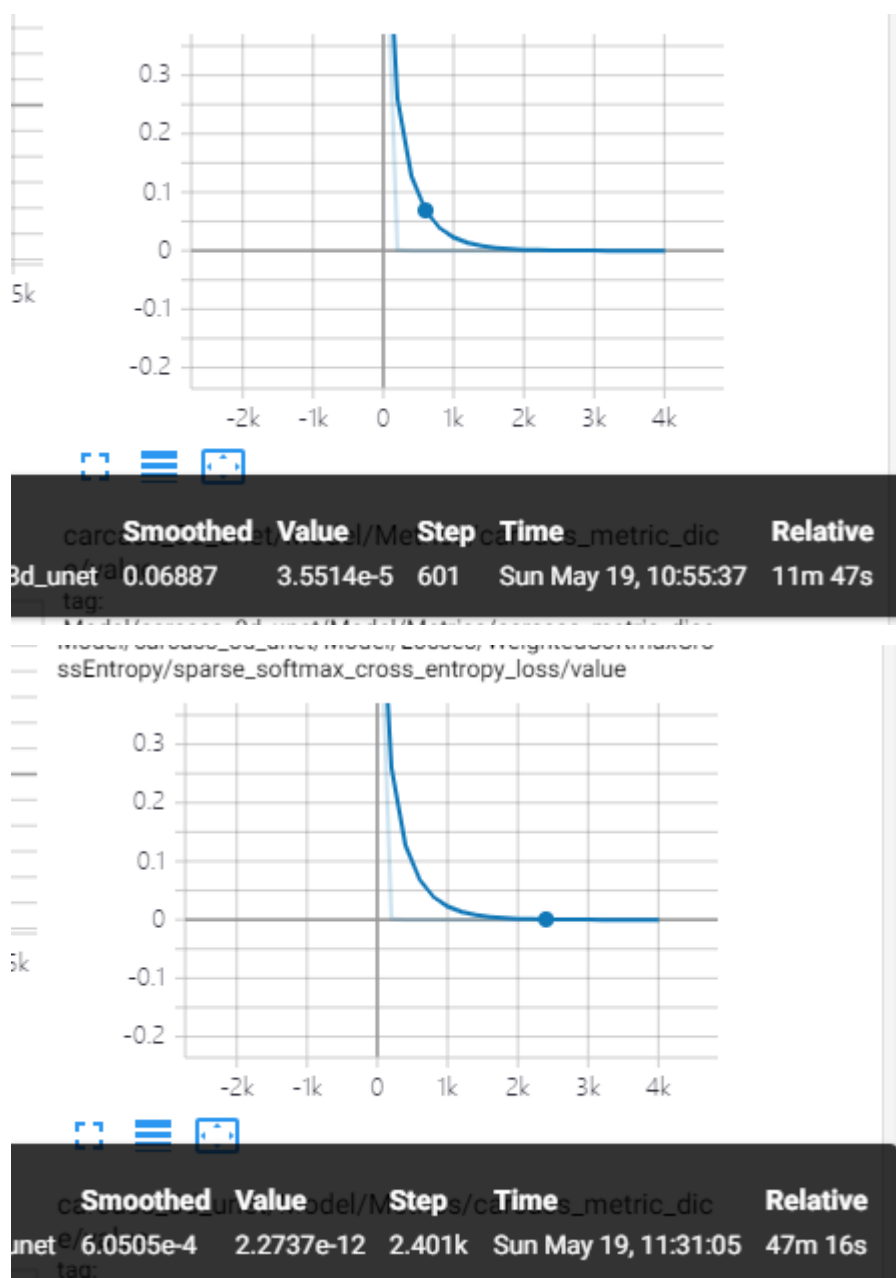 0.3
0.2
0.1
0
-0.1
-0.2
5k
-2k -1k 0 1k 2k 3k 4k
Smoothed Value Step Time Relative
3d_unet 0.06887 3.5514e-5 601 Sun May 19, 10:55:37 11m 47s
tag:
ssEntropy/sparse_softmax_cross_entropy_loss/value
0.3
0.2
0.1
0
-0.1
-0.2
5k
-2k -1k 0 1k 2k 3k 4k
Smoothed Value Step Time Relative
unet 6.0505e-4 2.2737e-12 2.401k Sun May 19, 11:31:05 47m 16s
tag: